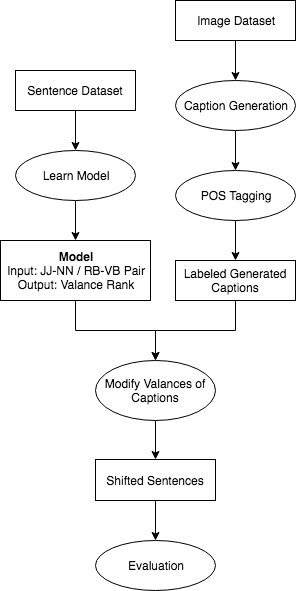 Image Dataset
Sentence Dataset
Caption Generation
Learn Model
POS Tagging
Model
Input: JJ-NN / RB-VB Pair
Output: Valance Rank
Labeled Generated
Captions
Modify Valances of
Captions
Shifted Sentences
Evaluation